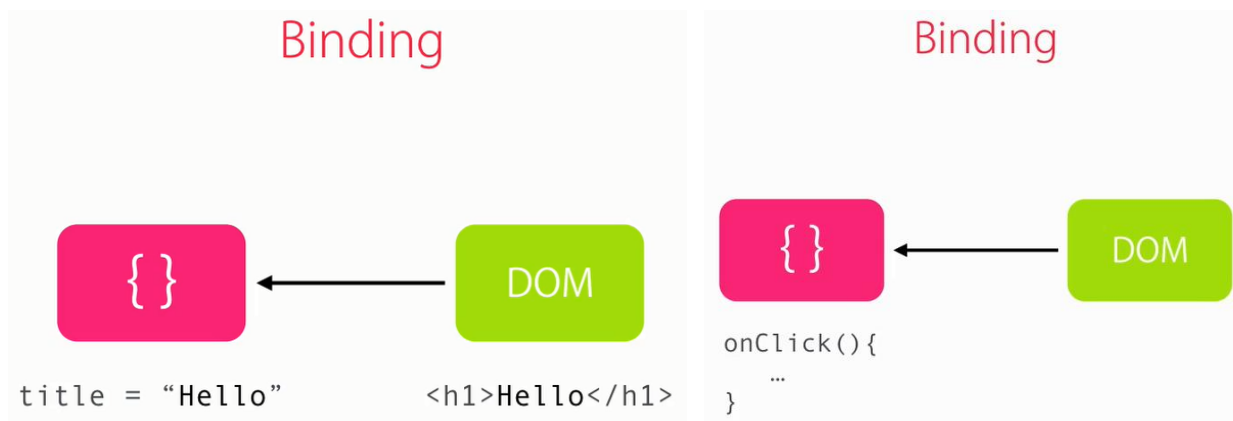 Binding
{ }
DOM
title = “Hello”
<h1>Hello</h1>
Binding
{ }
DOM
onClick(){
…
}